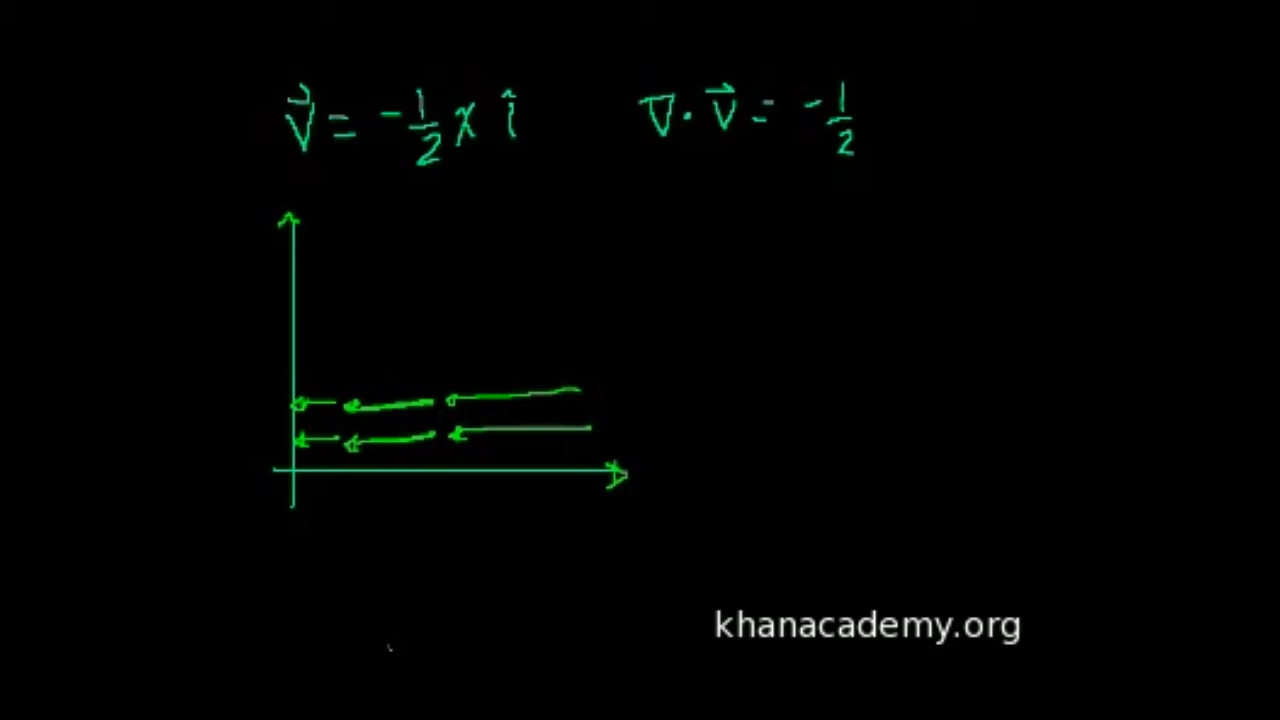 v⃗ = -1/2 x î ∇ · v⃗ = -1/2
khanacademy.org